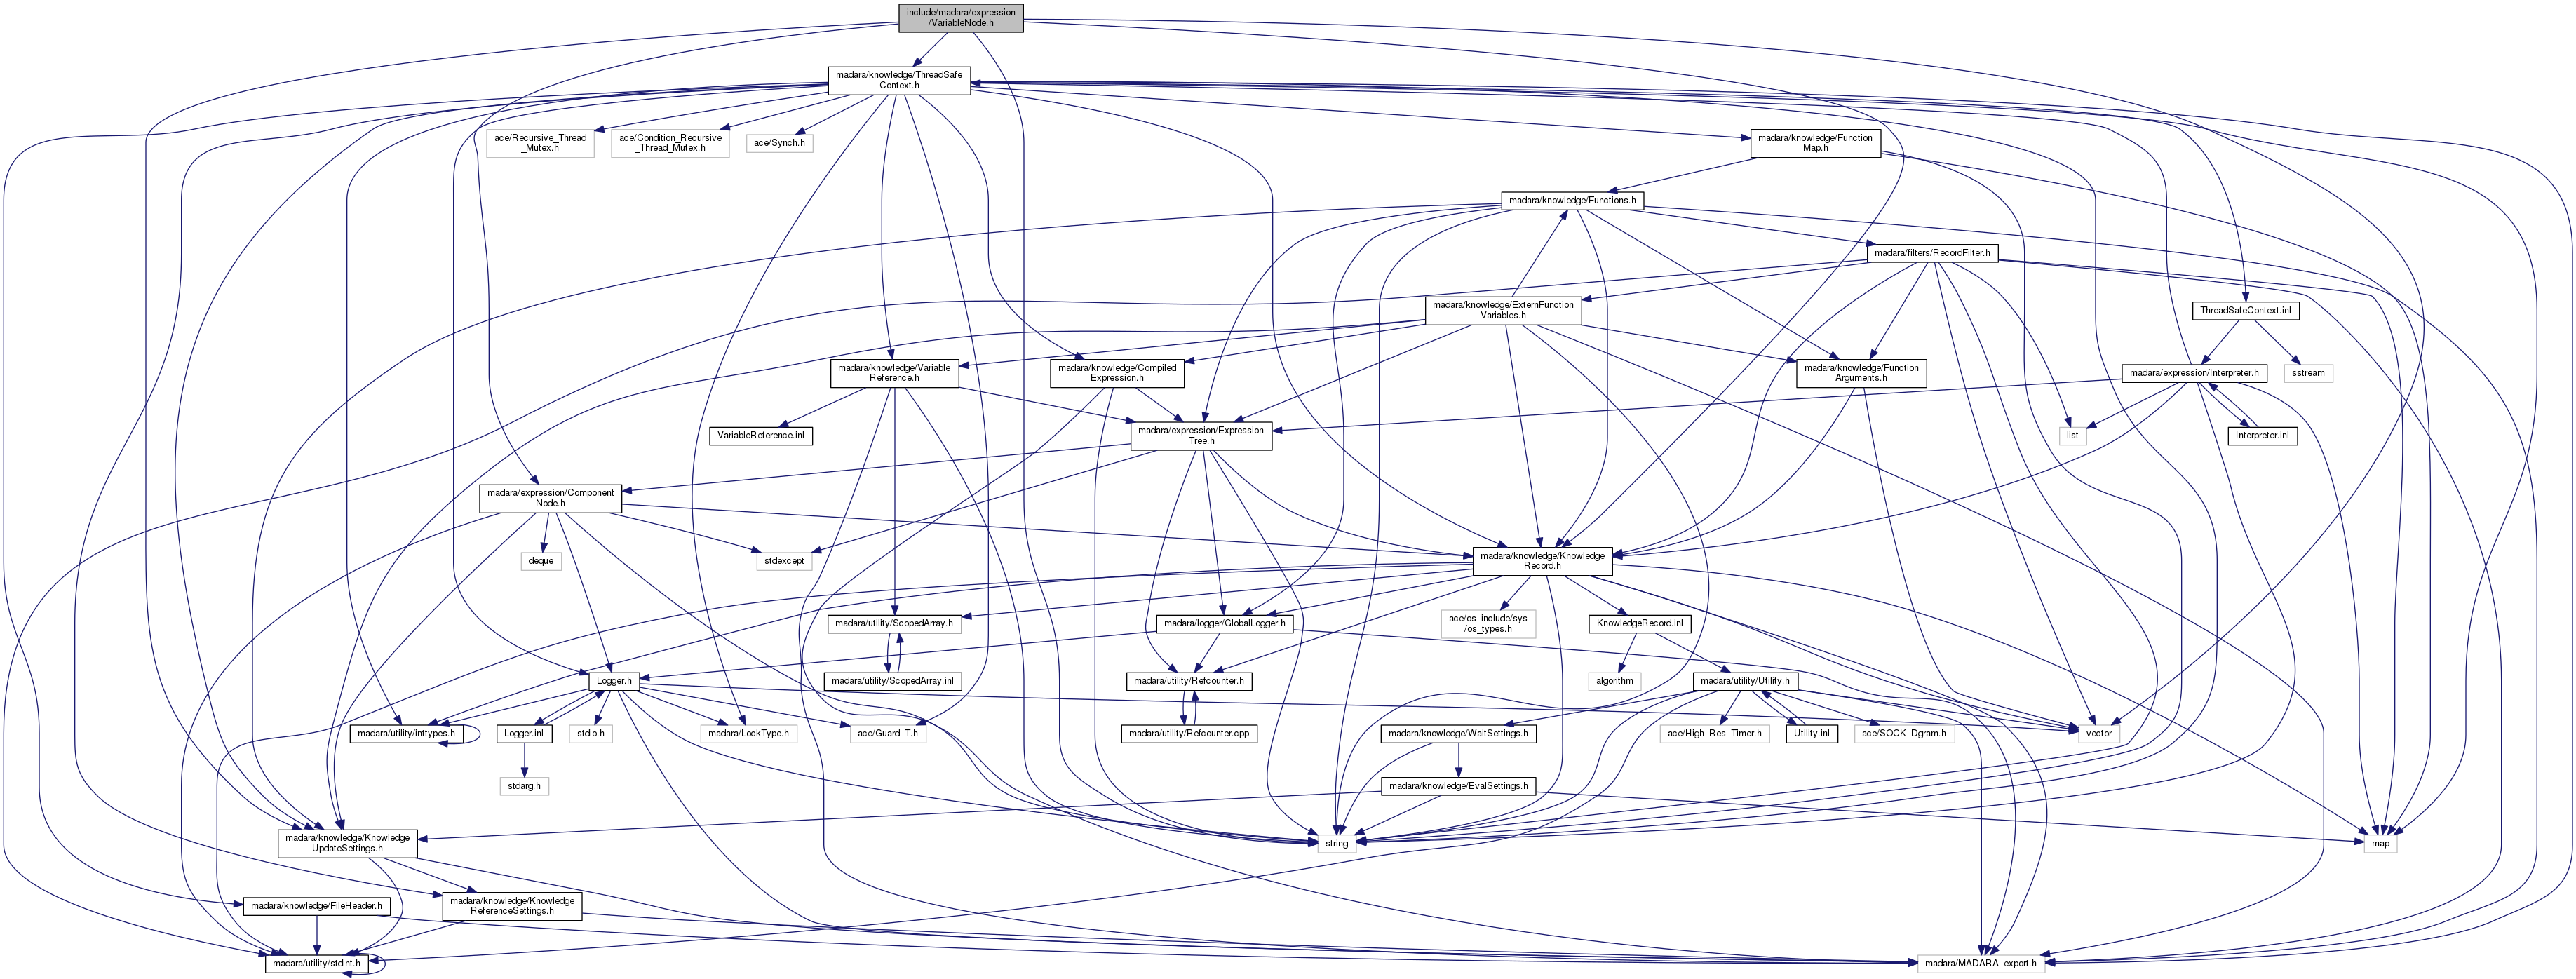 include/madara/expression
/VariableNode.h
madara/knowledge/ThreadSafe
Context.h
ace/Recursive_Thread
_Mutex.h
ace/Condition_Recursive
_Thread_Mutex.h
ace/Synch.h
madara/knowledge/Function
Map.h
madara/knowledge/Functions.h
madara/filters/RecordFilter.h
madara/knowledge/ExternFunction
Variables.h
ThreadSafeContext.inl
madara/knowledge/Variable
Reference.h
madara/knowledge/Compiled
Expression.h
madara/knowledge/Function
Arguments.h
madara/expression/Interpreter.h
sstream
VariableReference.inl
madara/expression/Expression
Tree.h
list
Interpreter.inl
madara/expression/Component
Node.h
deque
stdexcept
madara/knowledge/Knowledge
Record.h
madara/utility/ScopedArray.h
madara/logger/GlobalLogger.h
ace/os_include/sys
/os_types.h
KnowledgeRecord.inl
Logger.h
madara/utility/ScopedArray.inl
madara/utility/Refcounter.h
algorithm
madara/utility/Utility.h
madara/utility/inttypes.h
Logger.inl
stdio.h
madara/LockType.h
ace/Guard_T.h
madara/utility/Refcounter.cpp
madara/knowledge/WaitSettings.h
ace/High_Res_Timer.h
Utility.inl
ace/SOCK_Dgram.h
vector
stdarg.h
madara/knowledge/EvalSettings.h
madara/knowledge/Knowledge
UpdateSettings.h
string
map
madara/knowledge/FileHeader.h
madara/knowledge/Knowledge
ReferenceSettings.h
madara/utility/stdint.h
madara/MADARA_export.h